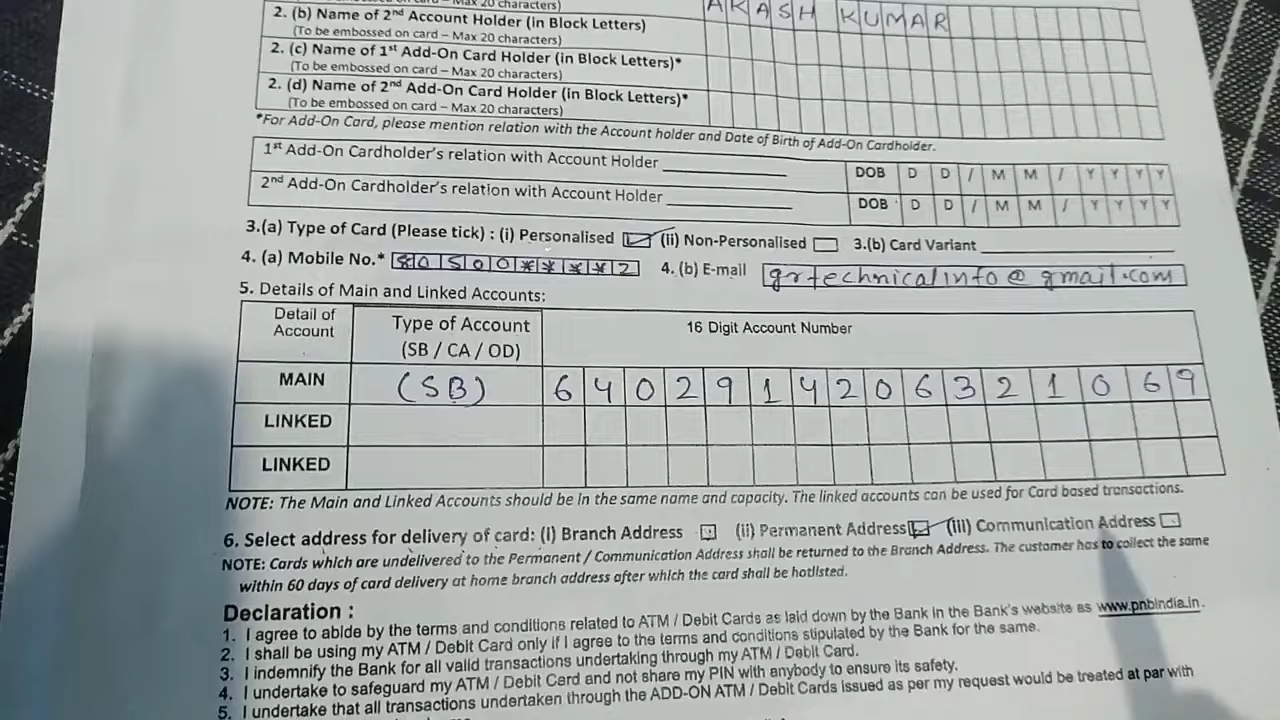 (To be embossed on card – Max 20 characters)
2. (b) Name of 2nd Account Holder (in Block Letters) AKASH KUMAR
(To be embossed on card – Max 20 characters)
2. (c) Name of 1st Add-On Card Holder (in Block Letters)*
(To be embossed on card – Max 20 characters)
2. (d) Name of 2nd Add-On Card Holder (in Block Letters)*
(To be embossed on card – Max 20 characters)
*For Add-On Card, please mention relation with the Account holder and Date of Birth of Add-On Cardholder.
1st Add-On Cardholder's relation with Account Holder DOB D D / M M / Y Y Y Y
2nd Add-On Cardholder's relation with Account Holder DOB D D / M M / Y Y Y Y
3.(a) Type of Card (Please tick) : (i) Personalised (ii) Non-Personalised 3.(b) Card Variant
4. (a) Mobile No.* 80500****2 4. (b) E-mail grtechnicalinfo@gmail.com
5. Details of Main and Linked Accounts:
Detail of Account Type of Account (SB / CA / OD) 16 Digit Account Number
MAIN (SB) 6 4 0 2 9 1 4 2 0 6 3 2 1 0 6 9
LINKED
LINKED
NOTE: The Main and Linked Accounts should be in the same name and capacity. The linked accounts can be used for Card based transactions.
6. Select address for delivery of card: (I) Branch Address (ii) Permanent Address (iii) Communication Address
NOTE: Cards which are undelivered to the Permanent / Communication Address shall be returned to the Branch Address. The customer has to collect the same
within 60 days of card delivery at home branch address after which the card shall be hotlisted.
Declaration :
1. I agree to abide by the terms and conditions related to ATM / Debit Cards as laid down by the Bank in the Bank's website as www.pnbindia.in.
2. I shall be using my ATM / Debit Card only if I agree to the terms and conditions stipulated by the Bank for the same.
3. I indemnify the Bank for all valid transactions undertaking through my ATM / Debit Card.
4. I undertake to safeguard my ATM / Debit Card and not share my PIN with anybody to ensure its safety.
5. I undertake that all transactions undertaken through the ADD-ON ATM / Debit Cards issued as per my request would be treated at par with